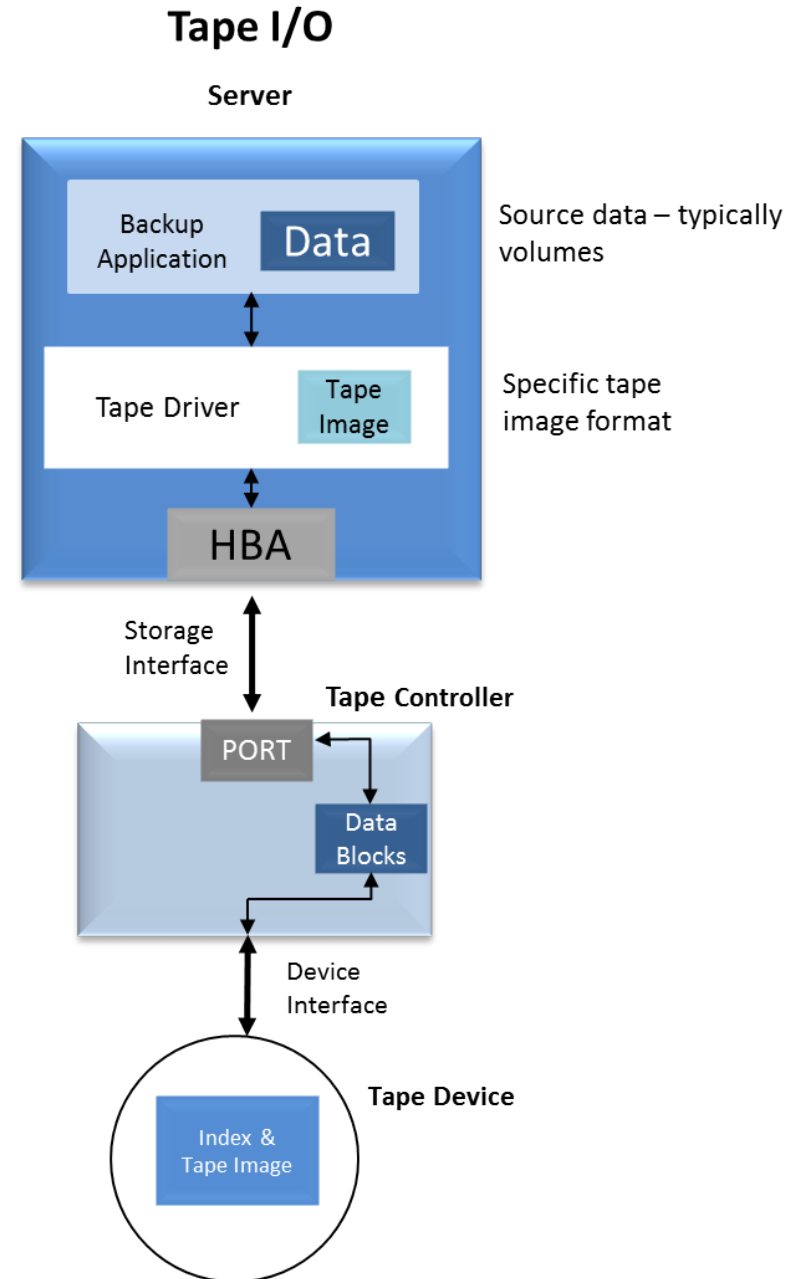 Tape I/O
Server
Backup
Application
Data
Source data – typically
volumes
Tape Driver
Tape
Image
Specific tape
image format
HBA
Storage
Interface
Tape Controller
PORT
Data
Blocks
Device
Interface
Tape Device
Index &
Tape Image